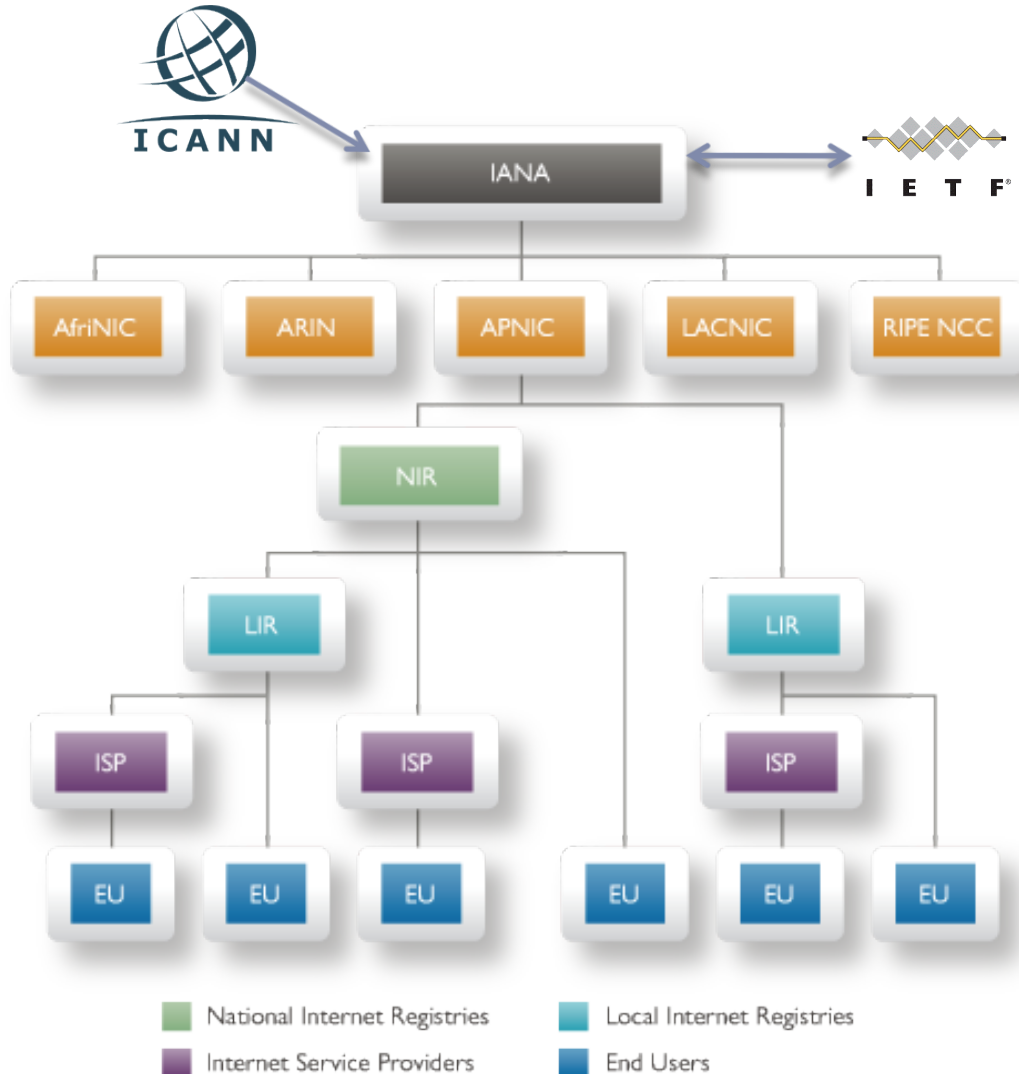 ICANN
IANA
IETF®
AfriNIC
ARIN
APNIC
LACNIC
RIPE NCC
NIR
LIR
LIR
ISP
ISP
ISP
EU
EU
EU
EU
EU
EU
National Internet Registries
Local Internet Registries
Internet Service Providers
End Users